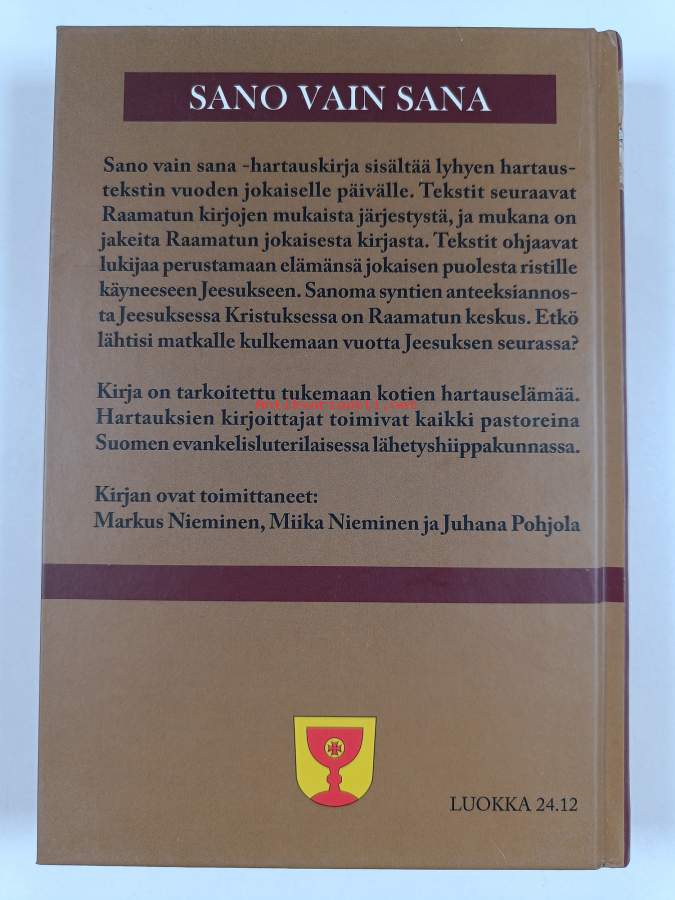 SANO VAIN SANA
Sano vain sana -hartauskirja sisältää lyhyen hartaus-
tekstin vuoden jokaiselle päivälle. Tekstit seuraavat
Raamatun kirjojen mukaista järjestystä, ja mukana on
jakeita Raamatun jokaisesta kirjasta. Tekstit ohjaavat
lukijaa perustamaan elämänsä jokaisen puolesta ristille
käyneeseen Jeesukseen. Sanoma syntien anteeksiannos-
ta Jeesuksessa Kristuksessa on Raamatun keskus. Etkö
lähtisi matkalle kulkemaan vuotta Jeesuksen seurassa?
Kirja on tarkoitettu tukemaan kotien hartauselämää.
Hartauksien kirjoittajat toimivat kaikki pastoreina
Suomen evankelisluterilaisessa lähetyshiippakunnassa.
Kirjan ovat toimittaneet:
Markus Nieminen, Miika Nieminen ja Juhana Pohjola
LUOKKA 24.12